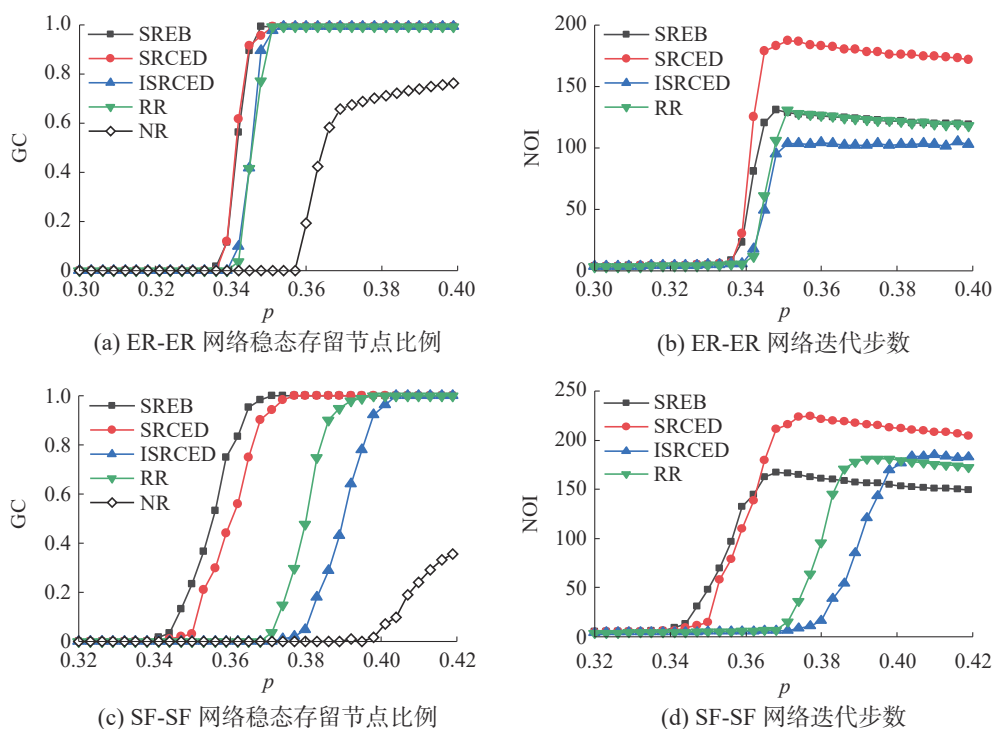 1.0
0.8
0.6
0.4
0.2
0
GC
SREB
SRCED
ISRCED
RR
NR
0.30 0.32 0.34 0.36 0.38 0.40
p
(a) ER-ER 网络稳态存留节点比例
200
150
100
50
0
NOI
SREB
SRCED
ISRCED
RR
0.30 0.32 0.34 0.36 0.38 0.40
p
(b) ER-ER 网络迭代步数
1.0
0.8
0.6
0.4
0.2
0
GC
SREB
SRCED
ISRCED
RR
NR
0.32 0.34 0.36 0.38 0.40 0.42
p
(c) SF-SF 网络稳态存留节点比例
250
200
150
100
50
0
NOI
SREB
SRCED
ISRCED
RR
0.32 0.34 0.36 0.38 0.40 0.42
p
(d) SF-SF 网络迭代步数